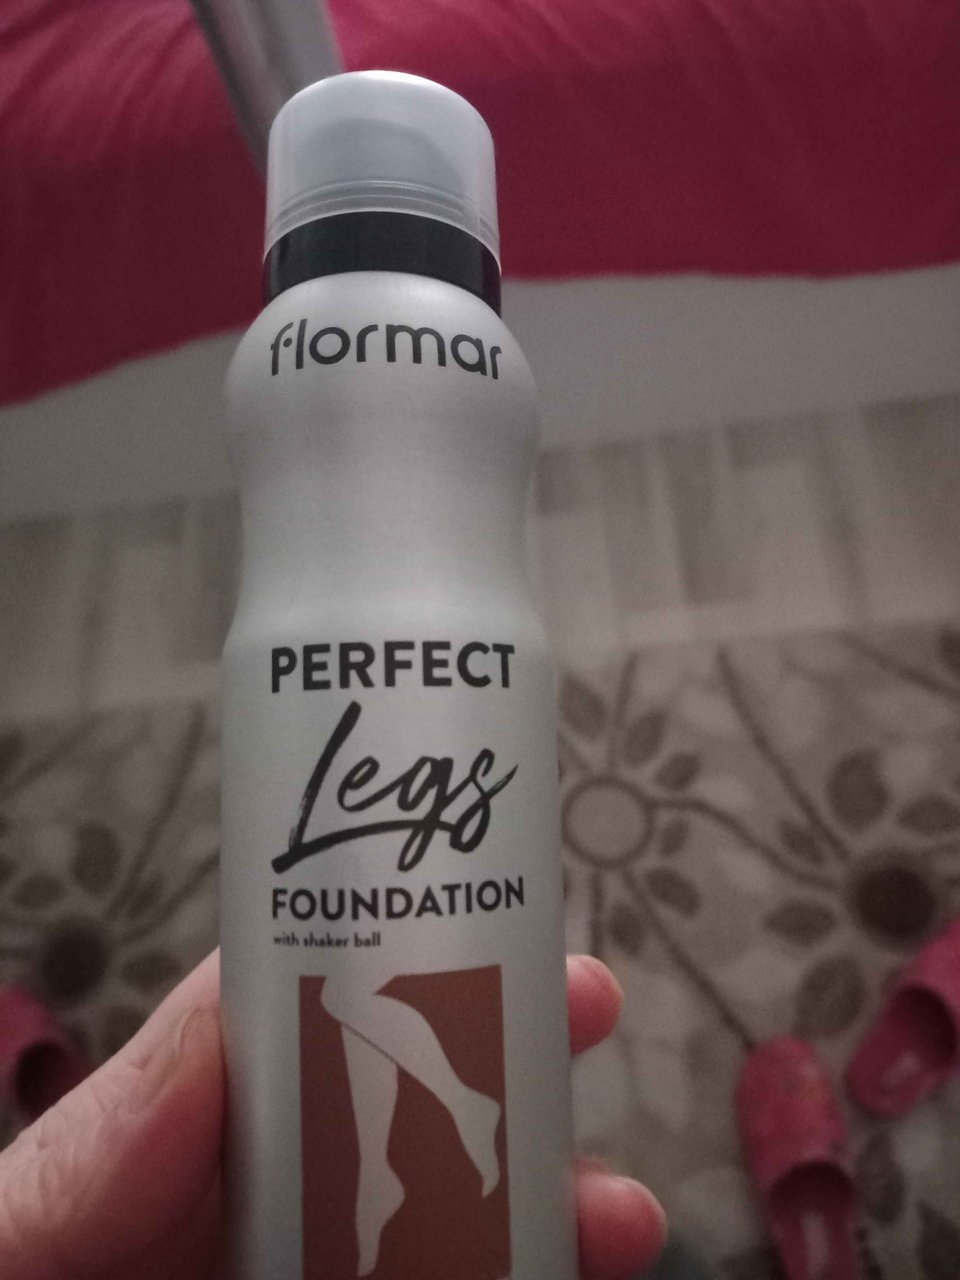 flormar
PERFECT
Legs
FOUNDATION
with shaker ball